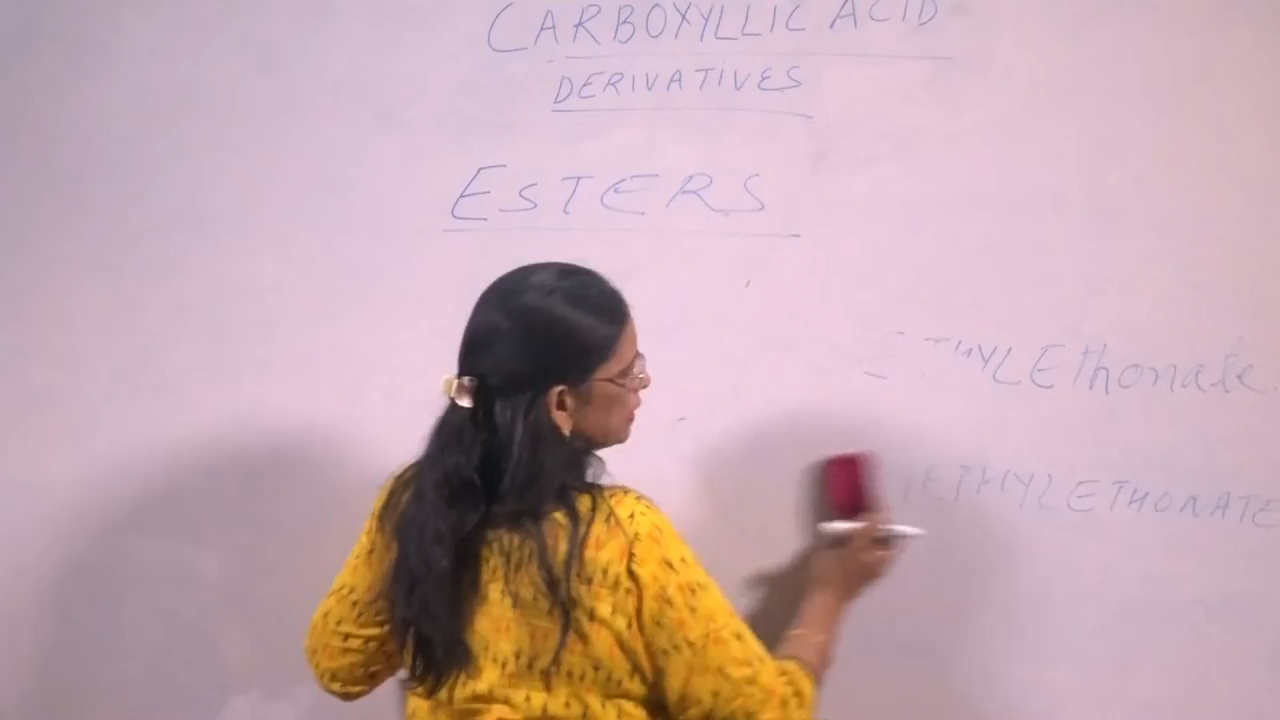 CARBOXYLLIC ACID
DERIVATIVES
ESTERS
THYL Ethonate
ETHYL ETHONATE